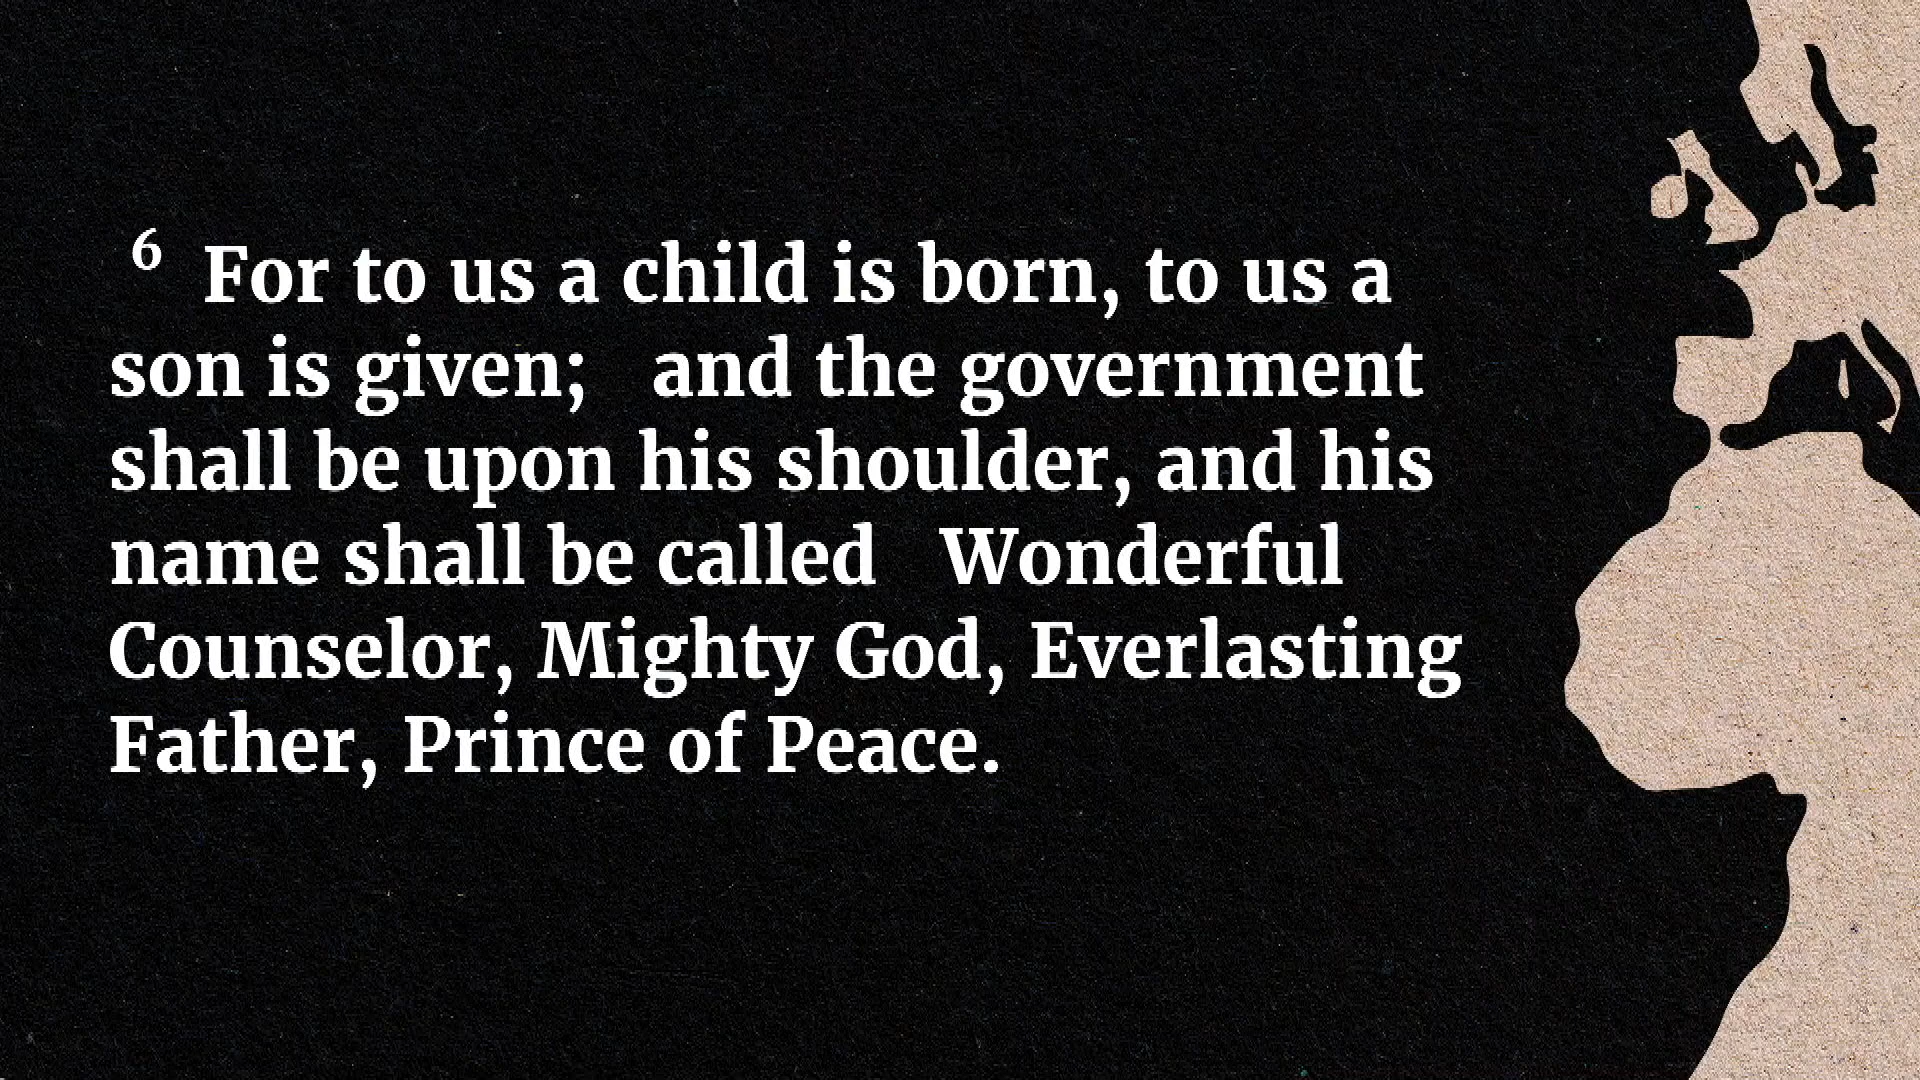 6 For to us a child is born, to us a
son is given; and the government
shall be upon his shoulder, and his
name shall be called Wonderful
Counselor, Mighty God, Everlasting
Father, Prince of Peace.